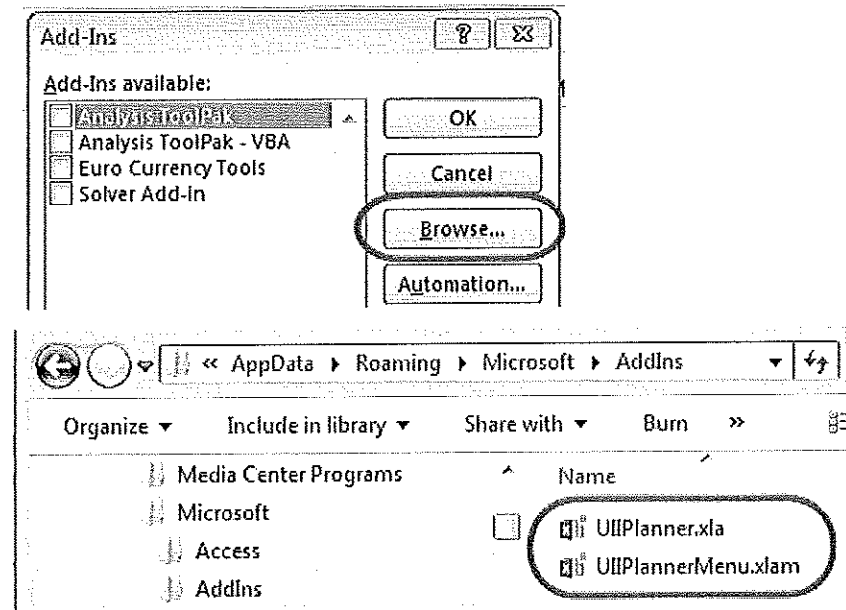 Add-Ins
Add-Ins available:
Analysis ToolPak
Analysis ToolPak - VBA
Euro Currency Tools
Solver Add-in
OK
Cancel
Browse...
Automation...
« AppData ▸ Roaming ▸ Microsoft ▸ AddIns
Organize ▾ Include in library ▾ Share with ▾ Burn »
Media Center Programs
Microsoft
Access
AddIns
Name
UIIPlanner.xla
UIIPlannerMenu.xlam